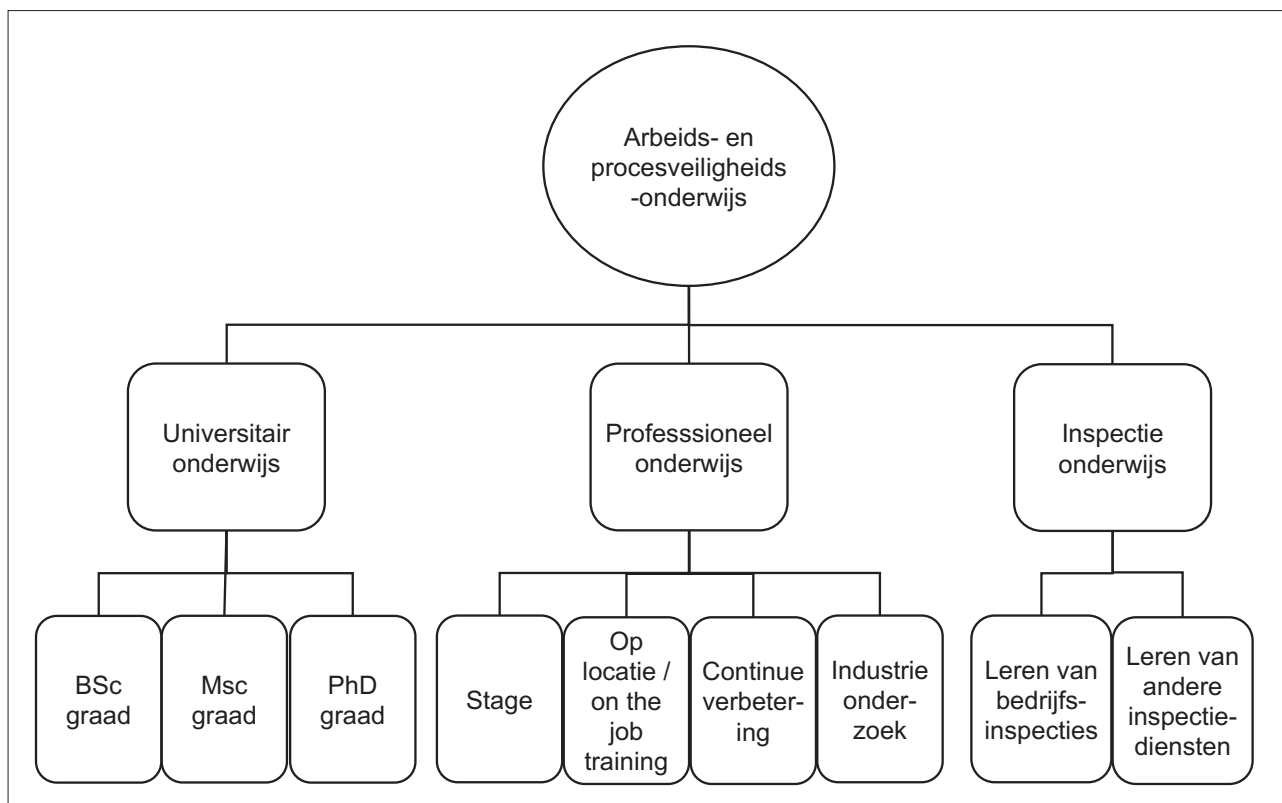 Arbeids- en
procesveiligheids
-onderwijs
Universitair
onderwijs
Professsioneel
onderwijs
Inspectie
onderwijs
BSc
graad
Msc
graad
PhD
graad
Stage
Op
locatie /
on the
job
training
Continue
verbeter-
ing
Industrie
onder-
zoek
Leren van
bedrijfs-
inspecties
Leren van
andere
inspectie-
diensten